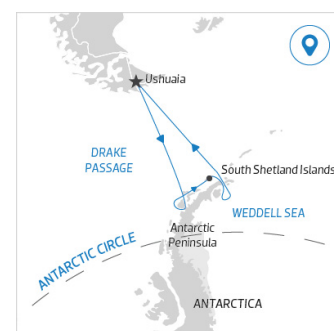 Ushuaia
DRAKE
PASSAGE
South Shetland Islands
WEDDELL SEA
Antarctic
Peninsula
ANTARCTIC CIRCLE
ANTARCTICA